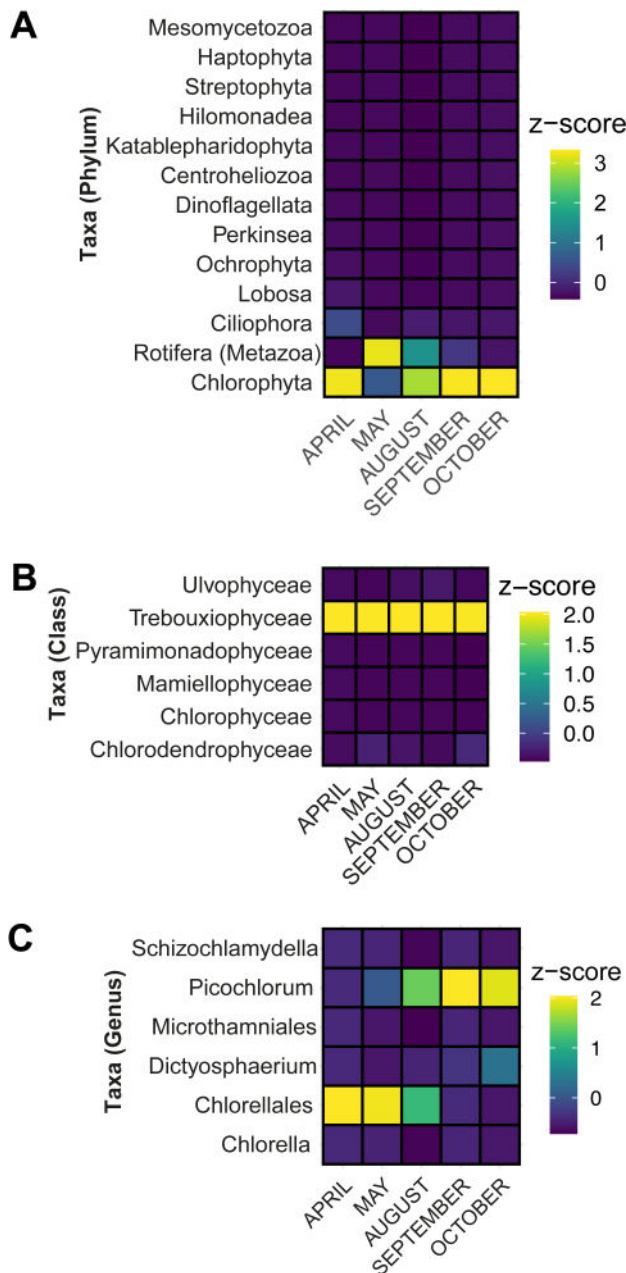 A
Taxa (Phylum)
Mesomycetozoa
Haptophyta
Streptophyta
Hilomonadea
Katablepharidophyta
Centroheliozoa
Dinoflagellata
Perkinsea
Ochrophyta
Lobosa
Ciliophora
Rotifera (Metazoa)
Chlorophyta
APRIL
MAY
AUGUST
SEPTEMBER
OCTOBER
z-score
3
2
1
0
B
Taxa (Class)
Ulvophyceae
Trebouxiophyceae
Pyramimonadophyceae
Mamiellophyceae
Chlorophyceae
Chlorodendrophyceae
APRIL
MAY
AUGUST
SEPTEMBER
OCTOBER
z-score
2.0
1.5
1.0
0.5
0.0
C
Taxa (Genus)
Schizochlamydella
Picochlorum
Microthamniales
Dictyosphaerium
Chlorellales
Chlorella
APRIL
MAY
AUGUST
SEPTEMBER
OCTOBER
z-score
2
1
0